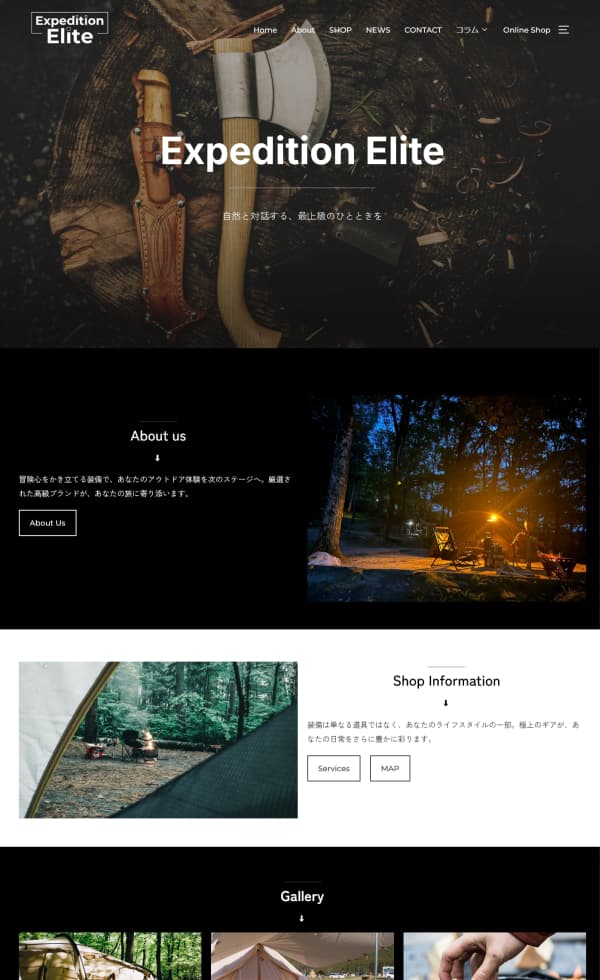 Expedition
Elite
Home About SHOP NEWS CONTACT コラム Online Shop
Expedition Elite
自然と対話する、最上級のひとときを
About us
冒険心をかき立てる装備で、あなたのアウトドア体験を次のステージへ。厳選さ
れた高級ブランドが、あなたの旅に寄り添います。
About Us
Shop Information
装備は単なる道具ではなく、あなたのライフスタイルの一部。極上のギアが、あ
なたの日常をさらに豊かに彩ります。
Services MAP
Gallery